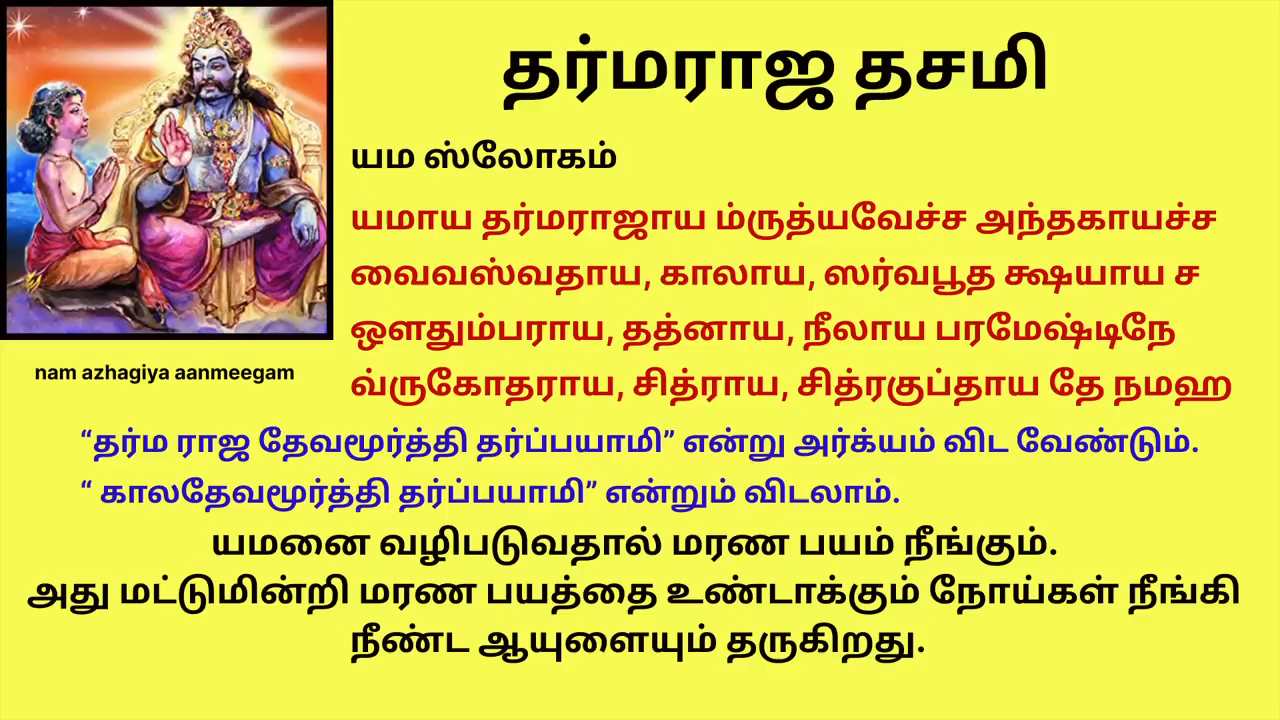 தர்மராஜ தசமி
யம ஸ்லோகம்
யமாய தர்மராஜாய ம்ருத்யவேச்ச அந்தகாயச்ச
வைவஸ்வதாய, காலாய, ஸர்வபூத க்ஷயாய ச
ஔதும்பராய, தத்னாய, நீலாய பரமேஷ்டிநே
வ்ருகோதராய, சித்ராய, சித்ரகுப்தாய தே நமஹ
nam azhagiya aanmeegam
“தர்ம ராஜ தேவமூர்த்தி தர்ப்பயாமி” என்று அர்க்யம் விட வேண்டும்.
“ காலதேவமூர்த்தி தர்ப்பயாமி” என்றும் விடலாம்.
யமனை வழிபடுவதால் மரண பயம் நீங்கும்.
அது மட்டுமின்றி மரண பயத்தை உண்டாக்கும் நோய்கள் நீங்கி
நீண்ட ஆயுளையும் தருகிறது.